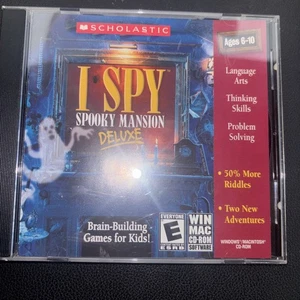 SCHOLASTIC
Ages 6-10
I SPY
SPOOKY MANSION
DELUXE
Language
Arts
Thinking
Skills
Problem
Solving
• 50% More
Riddles
• Two New
Adventures
Brain-Building
Games for Kids!
EVERYONE
E
ESRB
WIN
MAC
CD-ROM
SOFTWARE
WINDOWS/MACINTOSH
CD-ROM